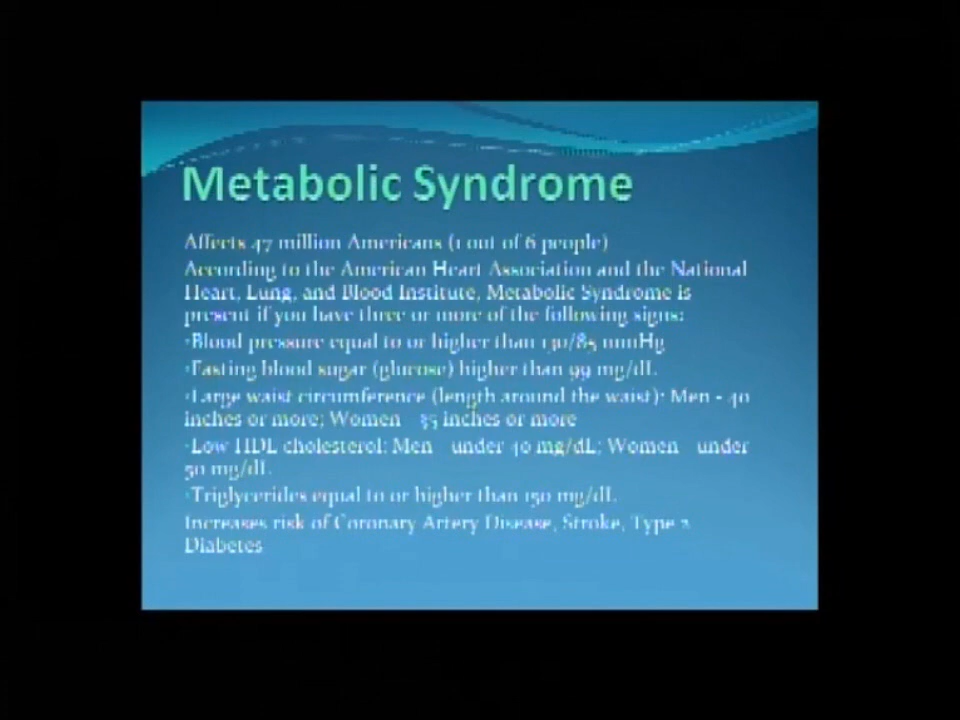 Metabolic Syndrome
Affects 47 million Americans (1 out of 6 people)
According to the American Heart Association and the National
Heart, Lung, and Blood Institute, Metabolic Syndrome is
present if you have three or more of the following signs:
·Blood pressure equal to or higher than 130/85 mmHg
·Fasting blood sugar (glucose) higher than 99 mg/dL
·Large waist circumference (length around the waist): Men - 40
inches or more; Women - 35 inches or more
·Low HDL cholesterol: Men - under 40 mg/dL; Women - under
50 mg/dL
·Triglycerides equal to or higher than 150 mg/dL
Increases risk of Coronary Artery Disease, Stroke, Type 2
Diabetes